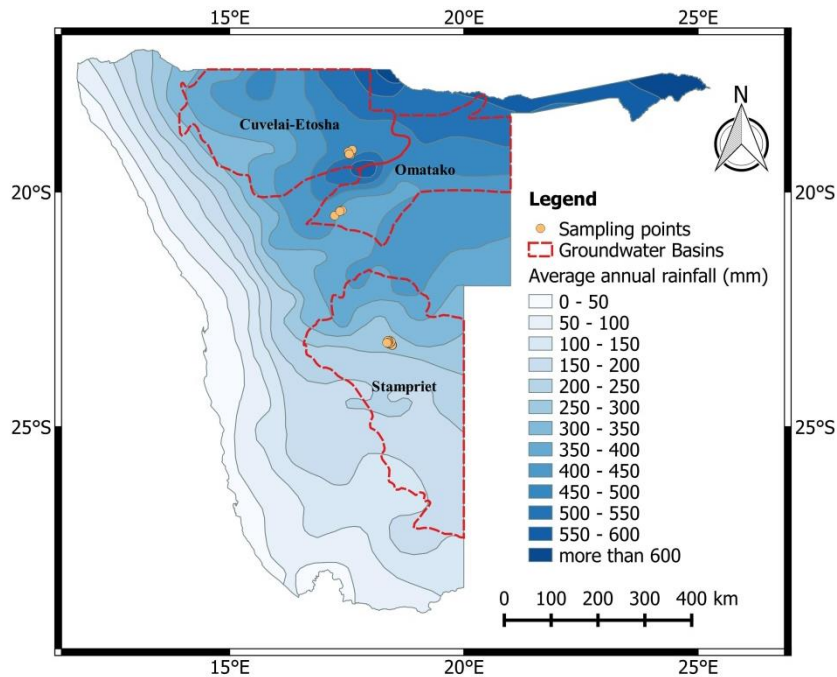 15°E 20°E 25°E
N
Cuvelai-Etosha
Omatako
20°S 20°S
Legend
Sampling points
Groundwater Basins
Average annual rainfall (mm)
0 - 50
50 - 100
100 - 150
150 - 200
200 - 250
250 - 300
300 - 350
350 - 400
400 - 450
450 - 500
500 - 550
550 - 600
more than 600
Stampriet
25°S 25°S
0 100 200 300 400 km
15°E 20°E 25°E